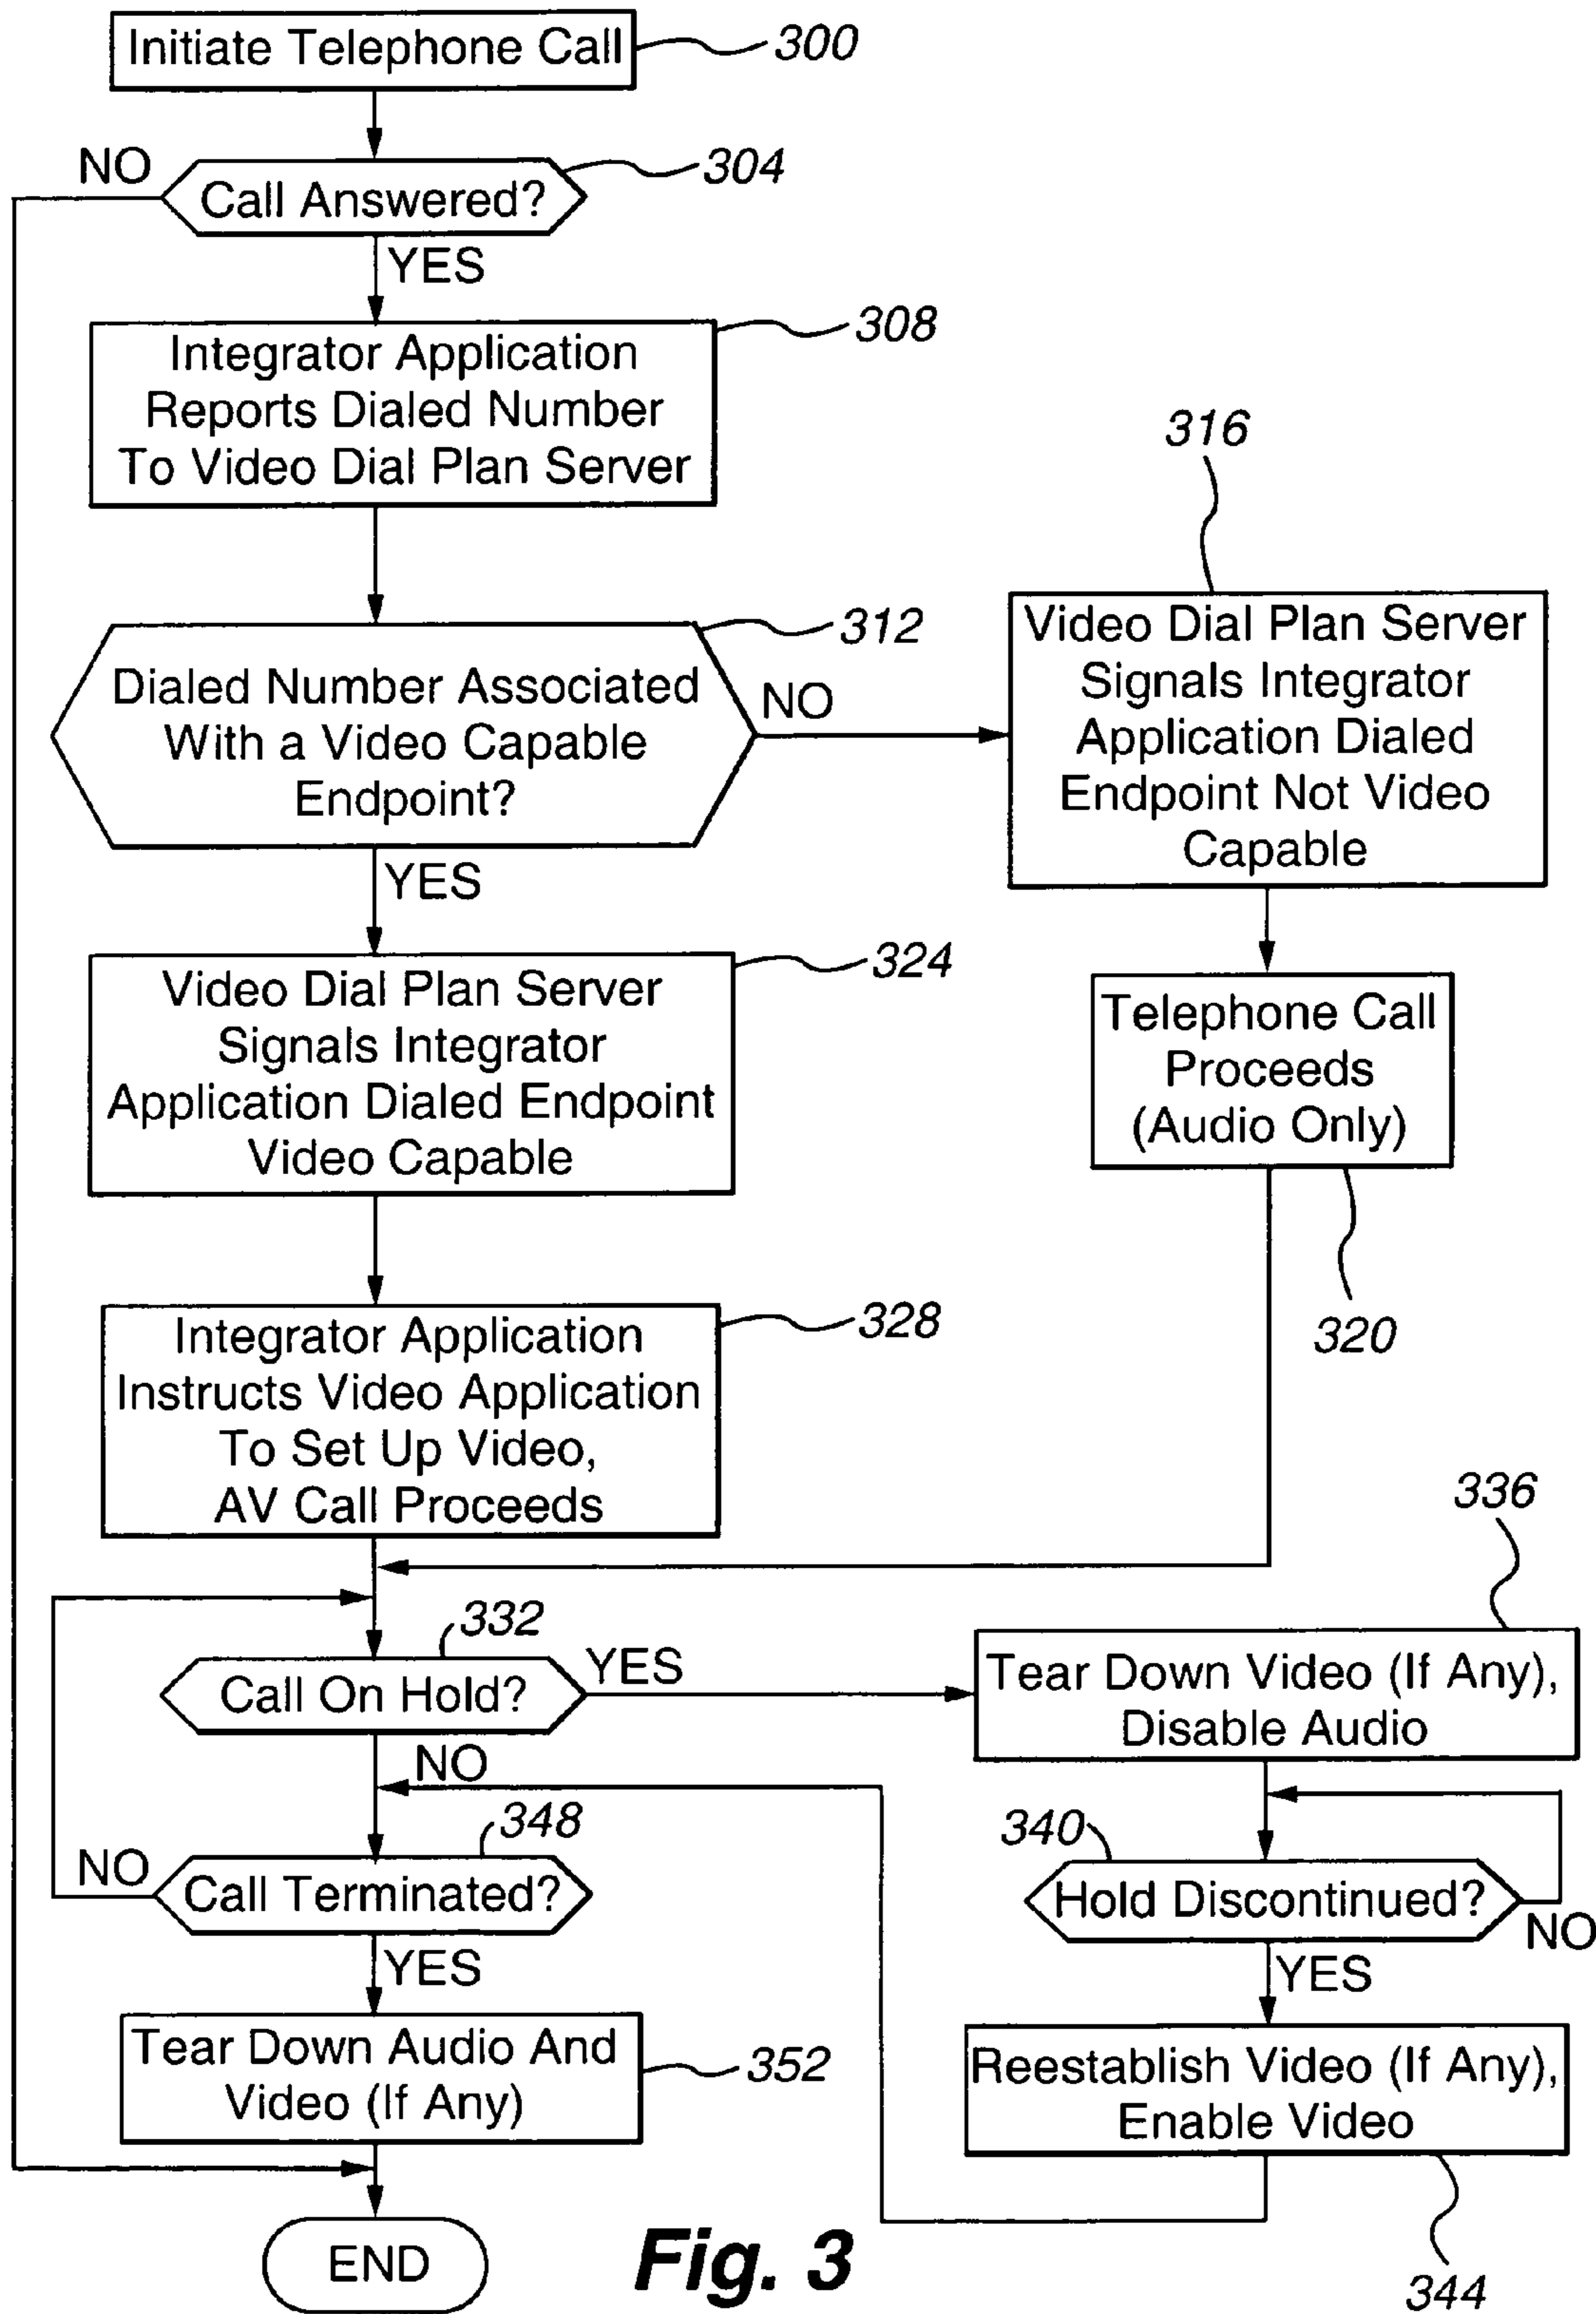 Initiate Telephone Call
300
NO
Call Answered?
304
YES
Integrator Application
Reports Dialed Number
To Video Dial Plan Server
308
Dialed Number Associated
With a Video Capable
Endpoint?
312
NO
316
Video Dial Plan Server
Signals Integrator
Application Dialed
Endpoint Not Video
Capable
YES
Video Dial Plan Server
Signals Integrator
Application Dialed Endpoint
Video Capable
324
Telephone Call
Proceeds
(Audio Only)
320
Integrator Application
Instructs Video Application
To Set Up Video,
AV Call Proceeds
328
332
Call On Hold?
YES
336
Tear Down Video (If Any),
Disable Audio
NO
348
NO
Call Terminated?
340
Hold Discontinued?
NO
YES
YES
Tear Down Audio And
Video (If Any)
352
Reestablish Video (If Any),
Enable Video
344
END
Fig. 3